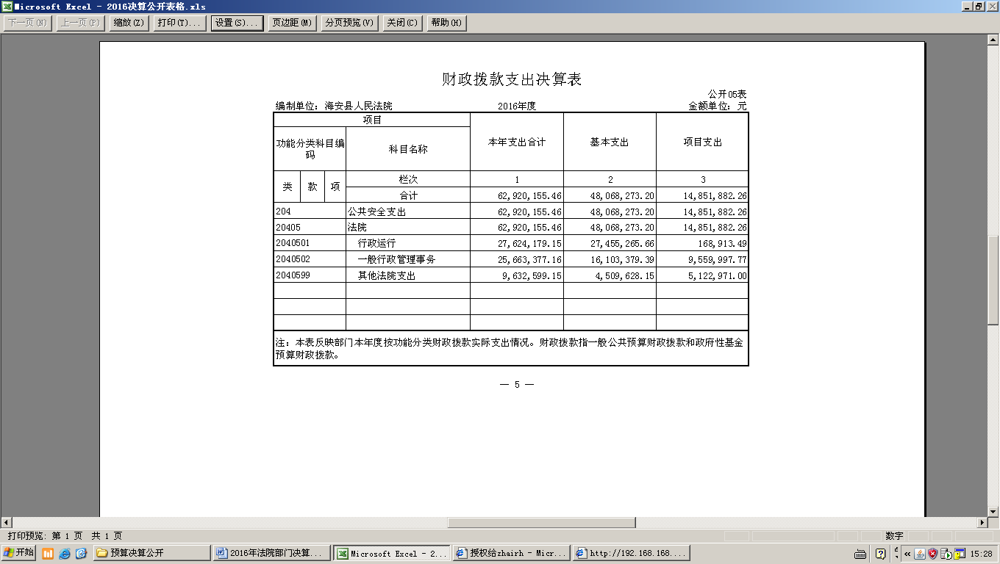 Microsoft Excel - 2016决算公开表格.xls
下一页(N) 上一页(P) 缩放(Z) 打印(T)... 设置(S)... 页边距(M) 分页预览(V) 关闭(C) 帮助(H)
财政拨款支出决算表
公开05表
编制单位：海安县人民法院 2016年度 金额单位：元
项目 本年支出合计 基本支出 项目支出
功能分类科目编
码
科目名称
类 款 项 栏次 1 2 3
合计 62,920,155.46 48,068,273.20 14,851,882.26
204 公共安全支出 62,920,155.46 48,068,273.20 14,851,882.26
20405 法院 62,920,155.46 48,068,273.20 14,851,882.26
2040501 行政运行 27,624,179.15 27,455,265.66 168,913.49
2040502 一般行政管理事务 25,663,377.16 16,103,379.39 9,559,997.77
2040599 其他法院支出 9,632,599.15 4,509,628.15 5,122,971.00
注：本表反映部门本年度按功能分类财政拨款实际支出情况。财政拨款指一般公共预算财政拨款和政府性基金
预算财政拨款。
— 5 —
打印预览: 第 1 页 共 1 页 数字
开始 预算决算公开 2016年法院部门决算... Microsoft Excel - 2... 授权给zhairh - Micr... http://192.168.168.... 15:28